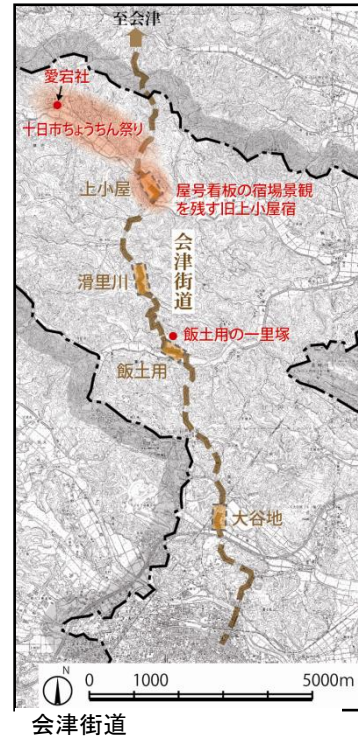 至会津
愛宕社
十日市ちょうちん祭り
上小屋
屋号看板の宿場景観
を残す旧上小屋宿
会津街道
滑里川
飯土用の一里塚
飯土用
大谷地
N
0 1000 5000m
会津街道